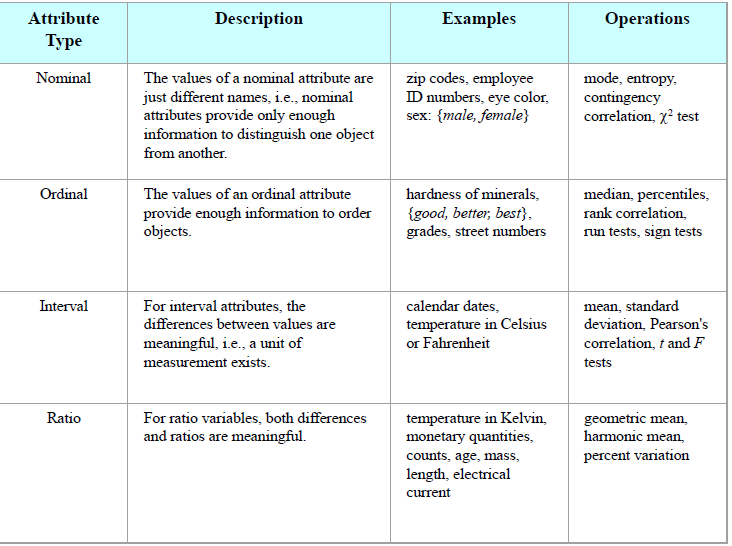 Attribute Type
Description
Examples
Operations
Nominal
The values of a nominal attribute are
just different names, i.e., nominal
attributes provide only enough
information to distinguish one object
from another.
zip codes, employee
ID numbers, eye color,
sex: {male, female}
mode, entropy,
contingency
correlation, χ² test
Ordinal
The values of an ordinal attribute
provide enough information to order
objects.
hardness of minerals,
{good, better, best},
grades, street numbers
median, percentiles,
rank correlation,
run tests, sign tests
Interval
For interval attributes, the
differences between values are
meaningful, i.e., a unit of
measurement exists.
calendar dates,
temperature in Celsius
or Fahrenheit
mean, standard
deviation, Pearson's
correlation, t and F
tests
Ratio
For ratio variables, both differences
and ratios are meaningful.
temperature in Kelvin,
monetary quantities,
counts, age, mass,
length, electrical
current
geometric mean,
harmonic mean,
percent variation